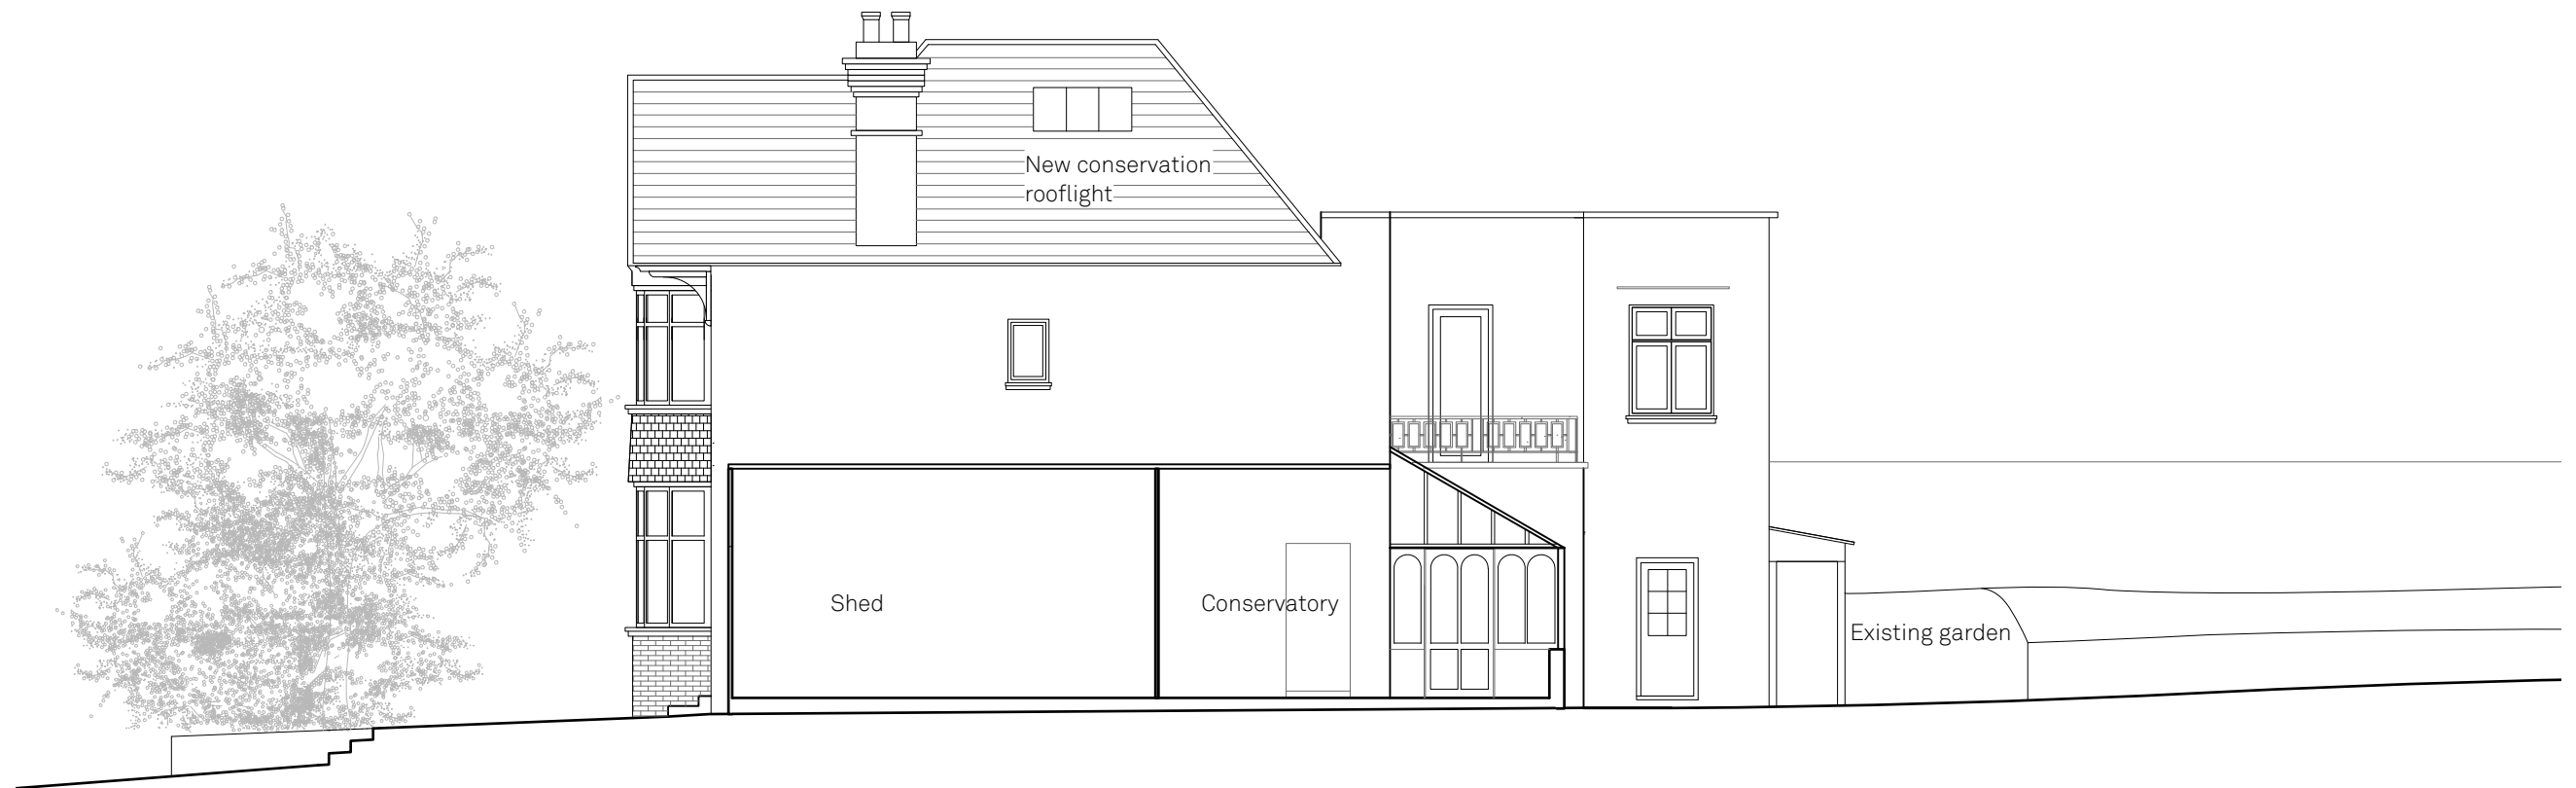 New conservation
rooflight
Shed
Conservatory
Existing garden